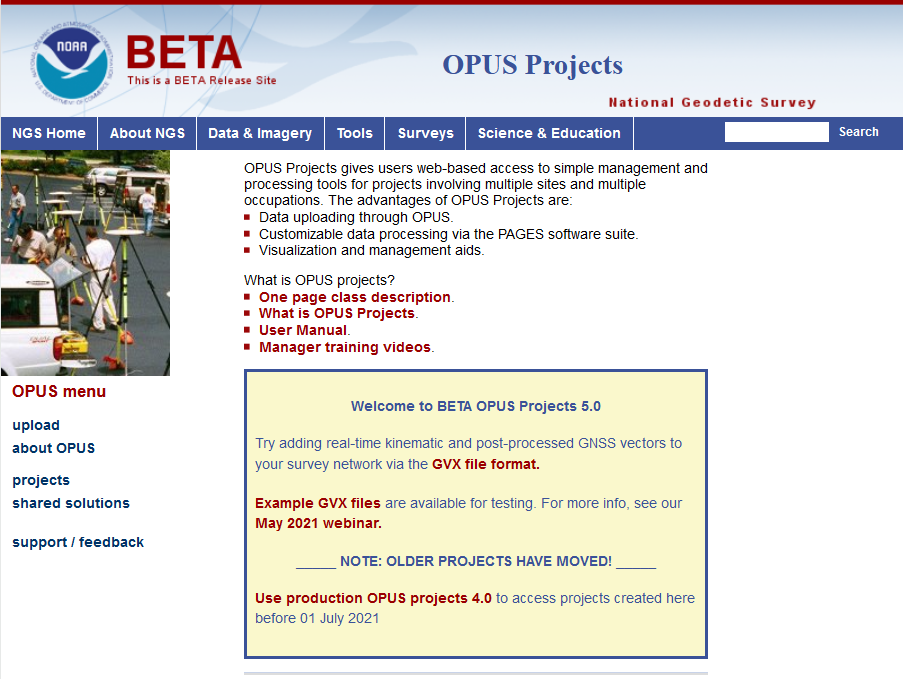 NOAA
NATIONAL OCEANIC AND ATMOSPHERIC ADMINISTRATION
U.S. DEPARTMENT OF COMMERCE
BETA
This is a BETA Release Site
OPUS Projects
National Geodetic Survey
NGS Home
About NGS
Data & Imagery
Tools
Surveys
Science & Education
Search
OPUS menu
upload
about OPUS
projects
shared solutions
support / feedback
OPUS Projects gives users web-based access to simple management and
processing tools for projects involving multiple sites and multiple
occupations. The advantages of OPUS Projects are:
Data uploading through OPUS.
Customizable data processing via the PAGES software suite.
Visualization and management aids.
What is OPUS projects?
One page class description.
What is OPUS Projects.
User Manual.
Manager training videos.
Welcome to BETA OPUS Projects 5.0
Try adding real-time kinematic and post-processed GNSS vectors to
your survey network via the GVX file format.
Example GVX files are available for testing. For more info, see our
May 2021 webinar.
_____ NOTE: OLDER PROJECTS HAVE MOVED! _____
Use production OPUS projects 4.0 to access projects created here
before 01 July 2021